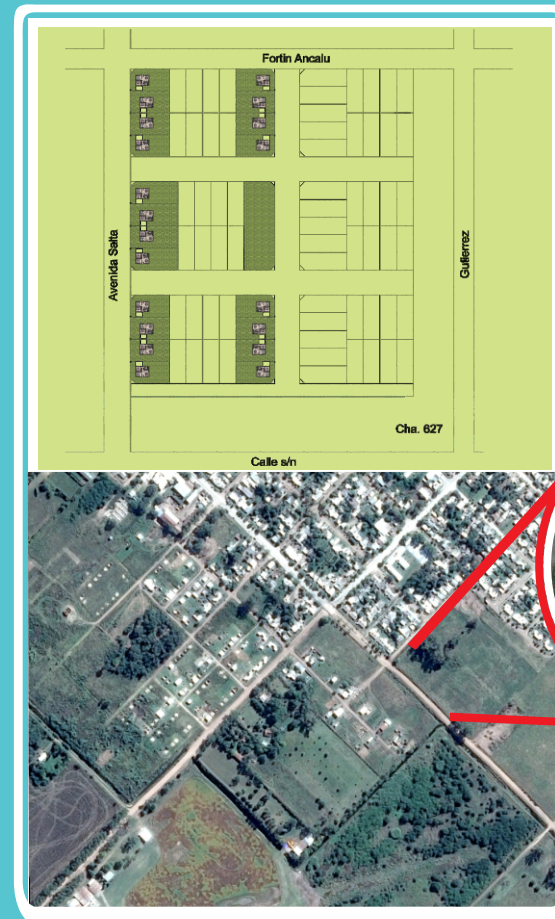 Fortin Ancalu
Avenida Salta
Gutierrez
Cha. 627
Calle s/n